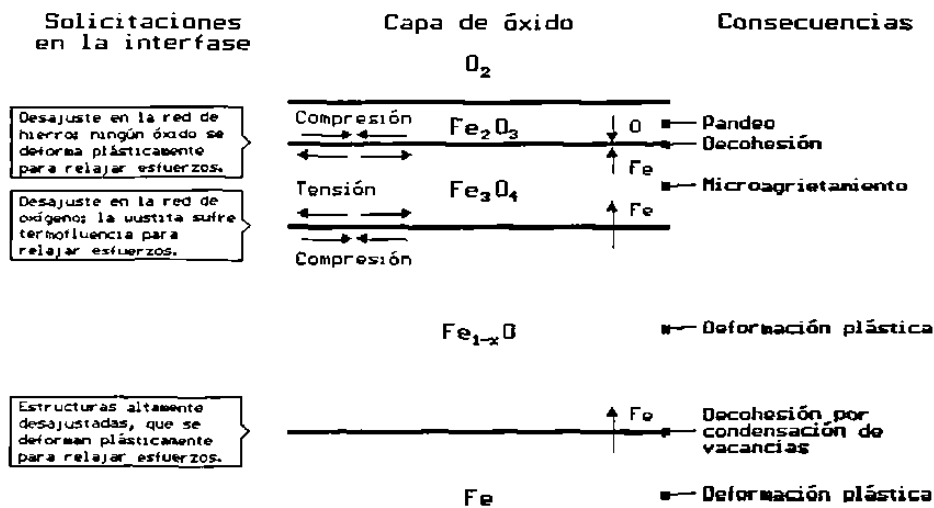 Solicitaciones
en la interfase
Capa de óxido
Consecuencias
O₂
Desajuste en la red de
hierro; ningún óxido se
deforma plásticamente
para relajar esfuerzos.
Compresión
Fe₂O₃
O
Pandeo
Decohesión
Fe
Desajuste en la red de
oxígeno; la wustita sufre
termofluencia para
relajar esfuerzos.
Tensión
Fe₃O₄
Microagrietamiento
Fe
Compresión
Fe₁₋ₓO
Deformación plástica
Estructuras altamente
desajustadas, que se
deforman plásticamente
para relajar esfuerzos.
Fe
Decohesión por
condensación de
vacancias
Fe
Deformación plástica